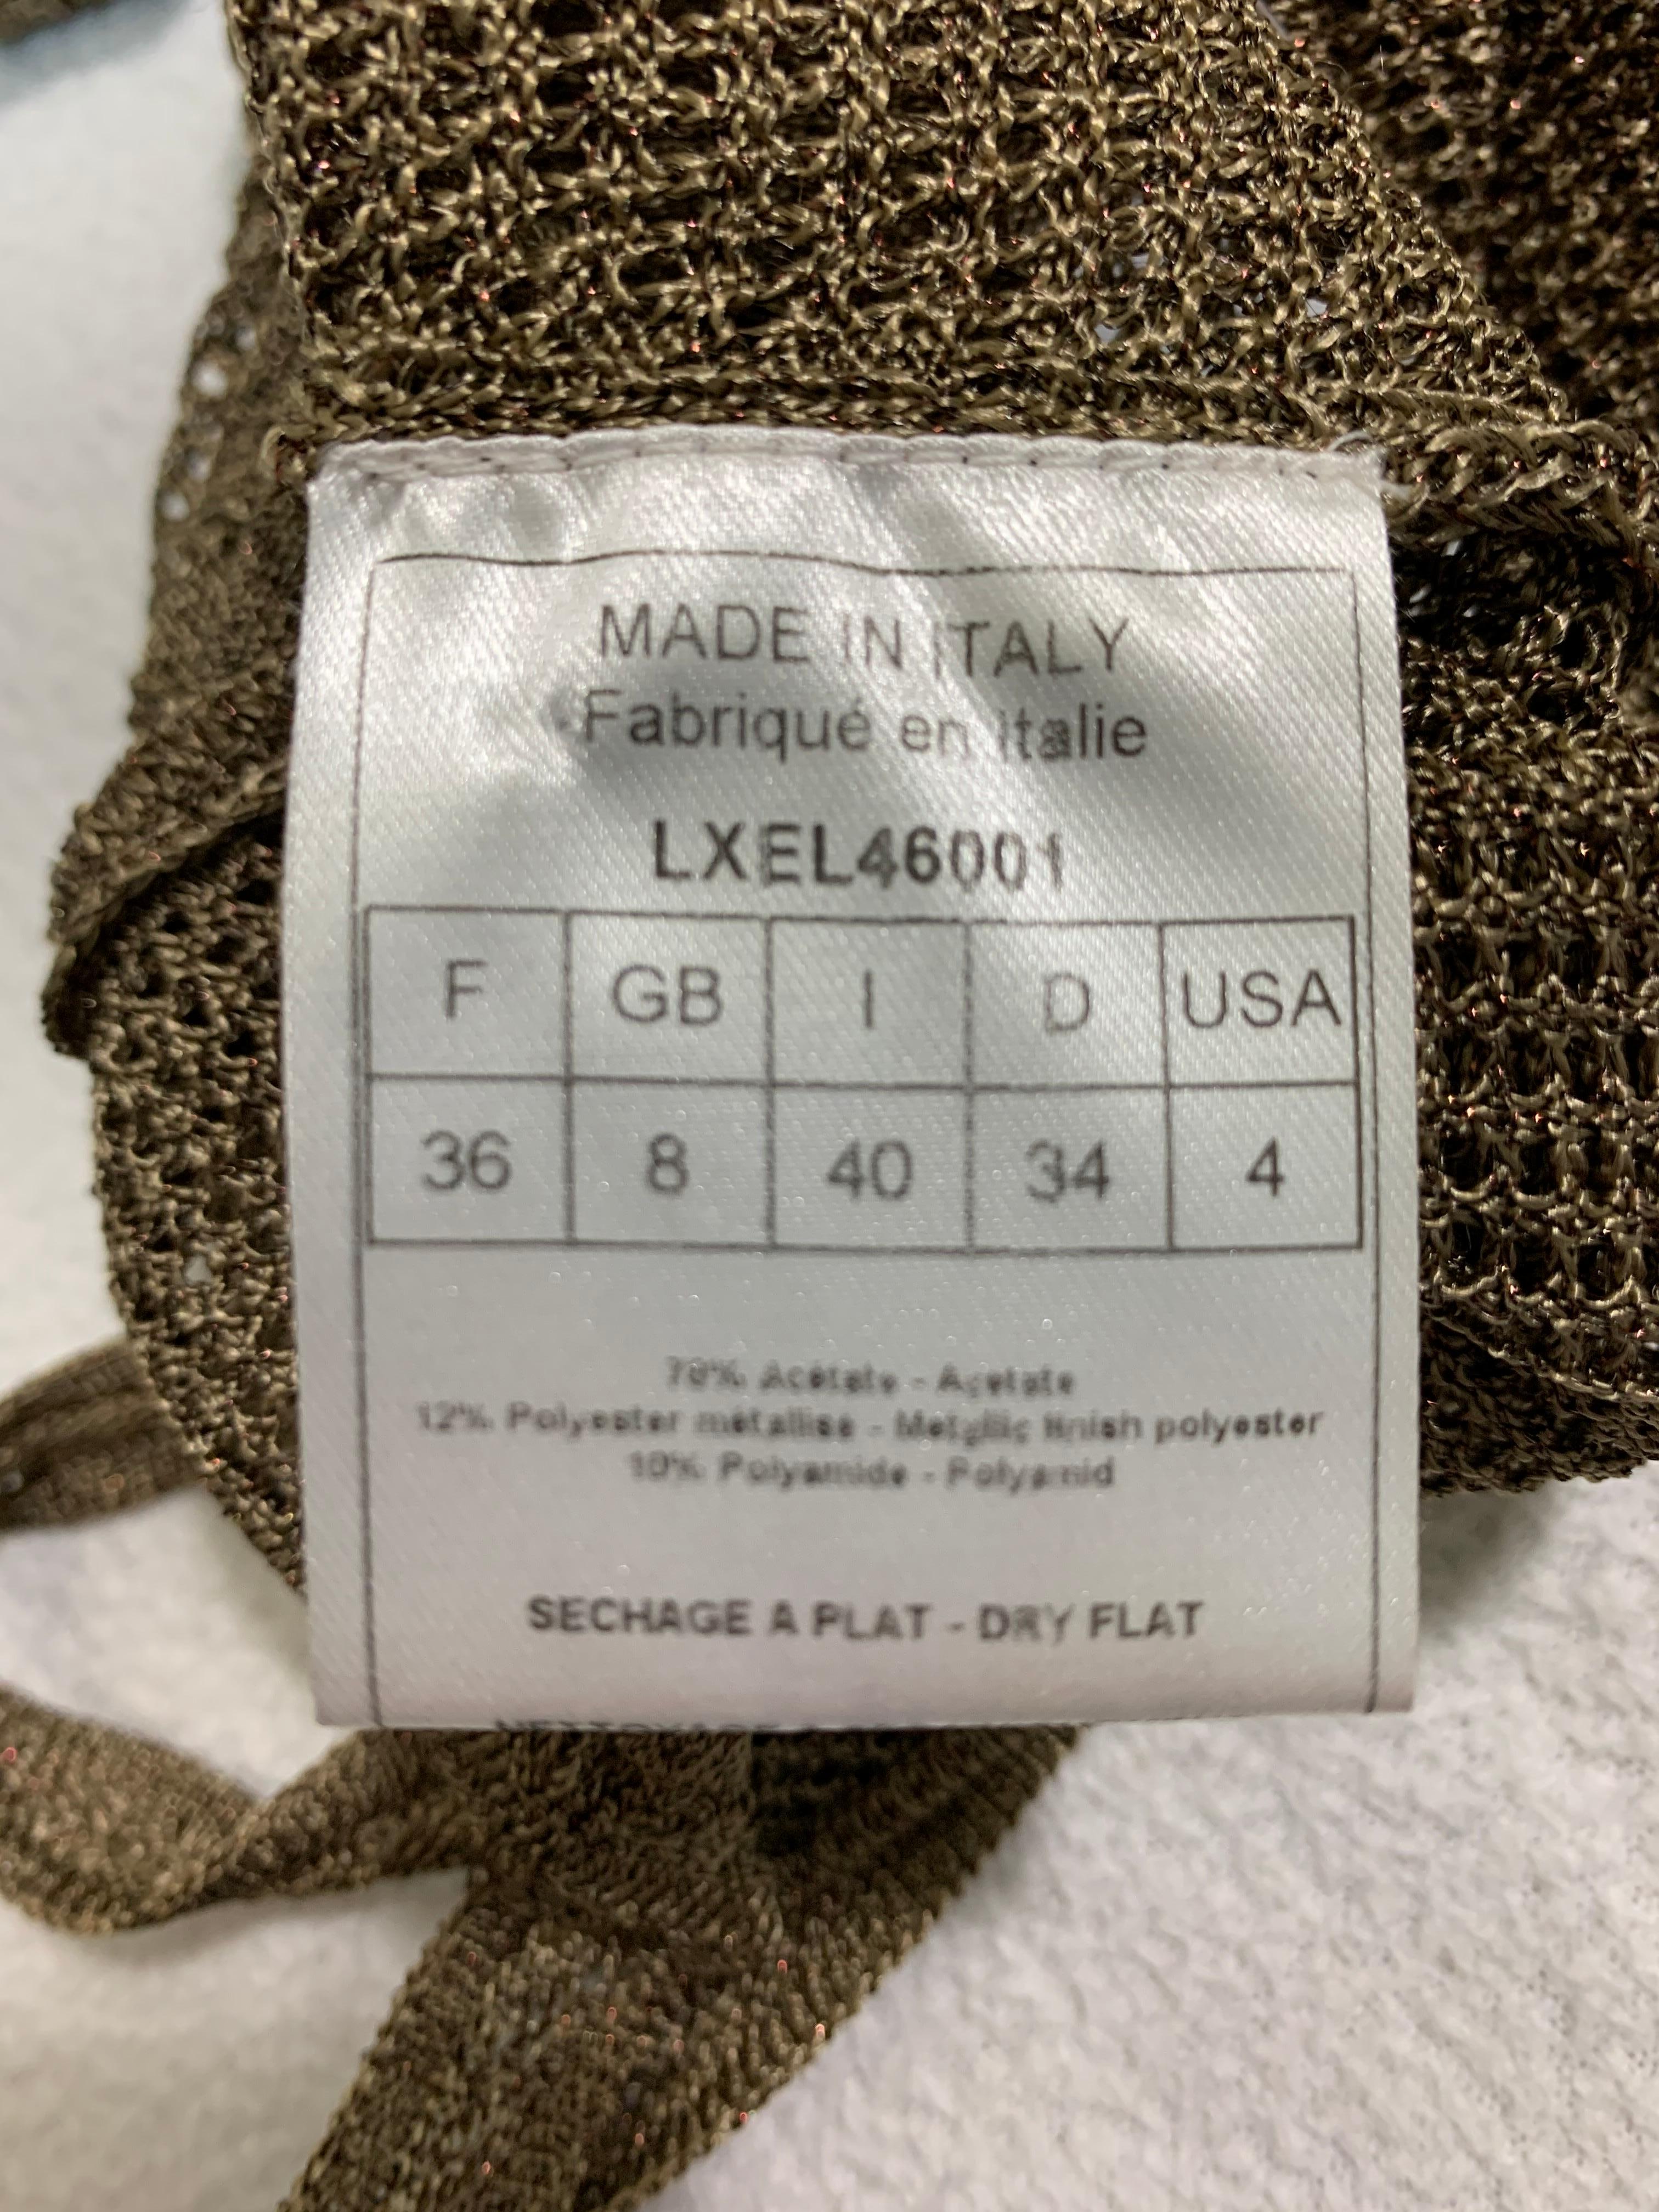 MADE IN ITALY
Fabriqué en Italie
LXEL46001
F GB I D USA
36 8 40 34 4
78% Acétate - Acetate
12% Polyester métallisé - Metallic finish polyester
10% Polyamide - Polyamid
SECHAGE A PLAT - DRY FLAT